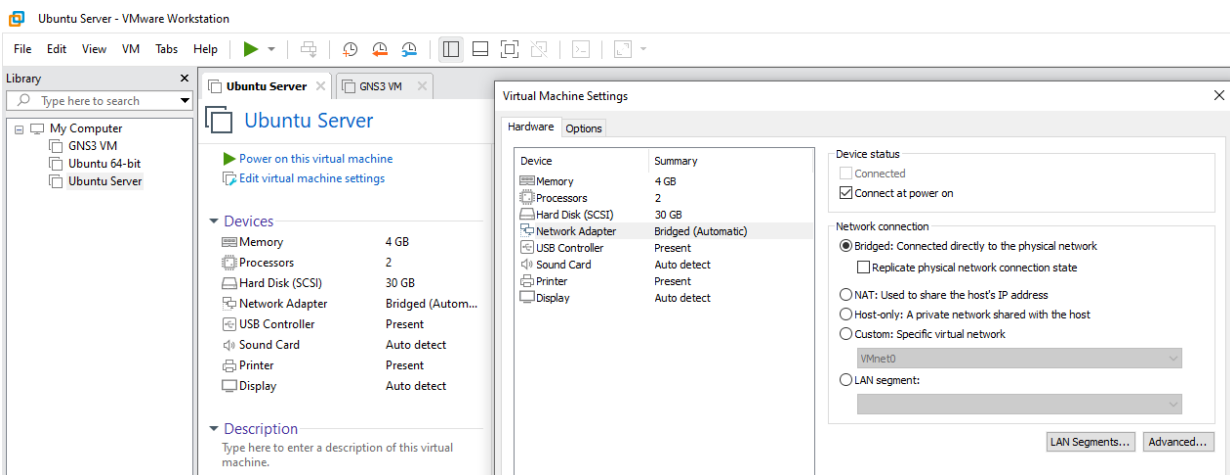 Ubuntu Server - VMware Workstation
File Edit View VM Tabs Help
Library
Type here to search
My Computer
GNS3 VM
Ubuntu 64-bit
Ubuntu Server
Ubuntu Server
GNS3 VM
Ubuntu Server
Power on this virtual machine
Edit virtual machine settings
Devices
Memory 4 GB
Processors 2
Hard Disk (SCSI) 30 GB
Network Adapter Bridged (Autom...
USB Controller Present
Sound Card Auto detect
Printer Present
Display Auto detect
Description
Type here to enter a description of this virtual
machine.
Virtual Machine Settings
Hardware Options
Device Summary
Memory 4 GB
Processors 2
Hard Disk (SCSI) 30 GB
Network Adapter Bridged (Automatic)
USB Controller Present
Sound Card Auto detect
Printer Present
Display Auto detect
Device status
Connected
Connect at power on
Network connection
Bridged: Connected directly to the physical network
Replicate physical network connection state
NAT: Used to share the host's IP address
Host-only: A private network shared with the host
Custom: Specific virtual network
VMnet0
LAN segment:
LAN Segments... Advanced...